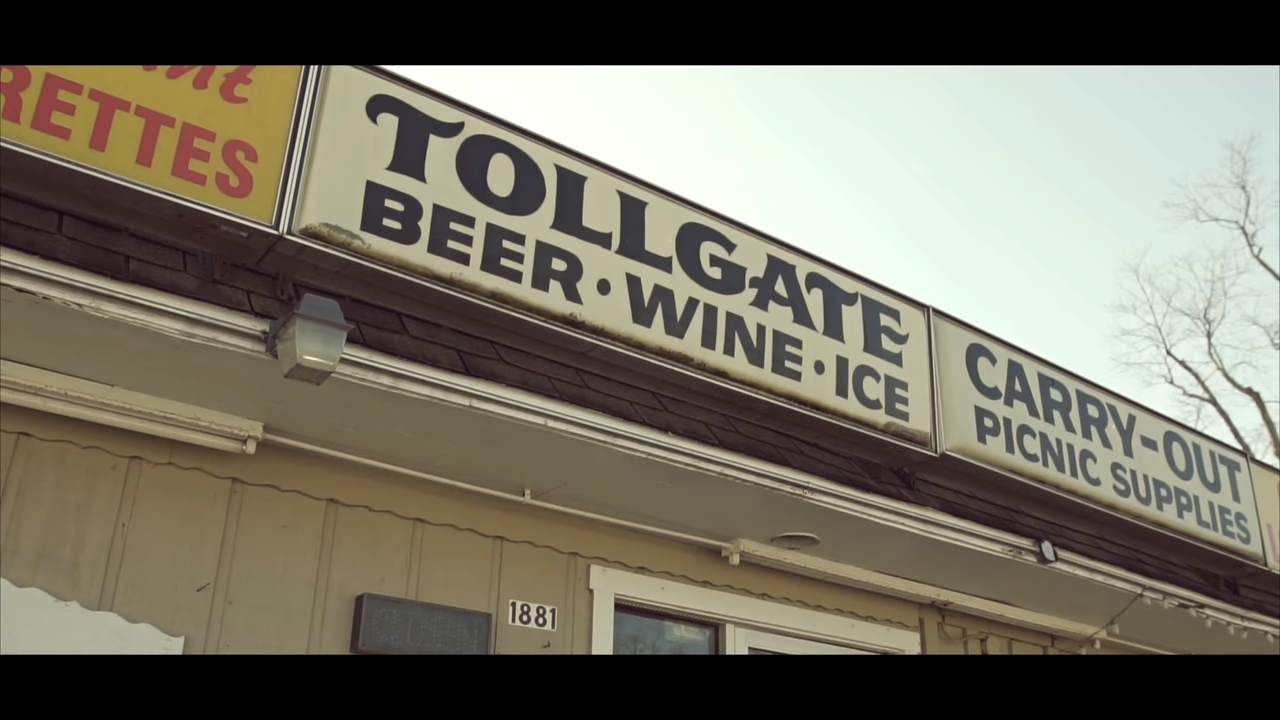 RETTES
TOLLGATE
BEER·WINE·ICE
CARRY-OUT
PICNIC SUPPLIES
1881